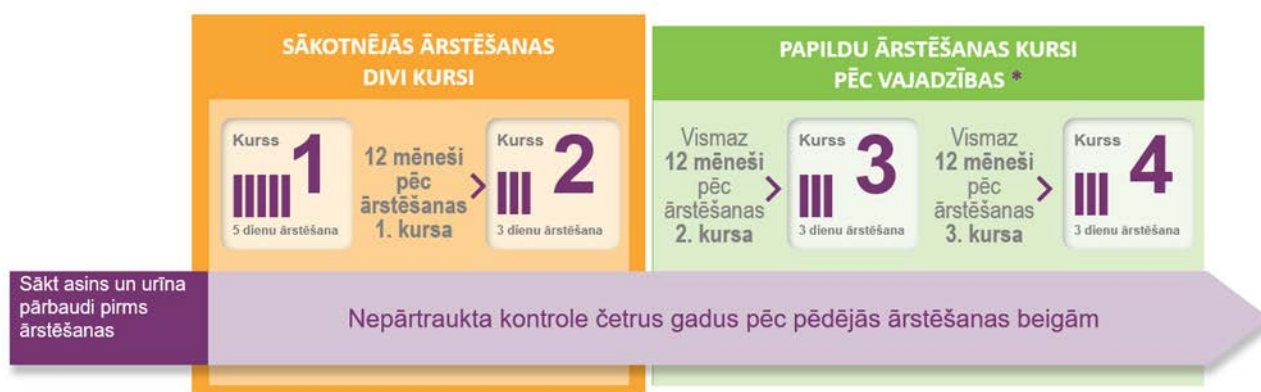 SĀKOTNĒJĀS ĀRSTĒŠANAS
DIVI KURSI
Kurss
1
5 dienu ārstēšana
12 mēneši
pēc
ārstēšanas
1. kursa
Kurss
2
3 dienu ārstēšana
PAPILDU ĀRSTĒŠANAS KURSI
PĒC VAJADZĪBAS *
Vismaz
12 mēneši
pēc
ārstēšanas
2. kursa
Kurss
3
3 dienu ārstēšana
Vismaz
12 mēneši
pēc
ārstēšanas
3. kursa
Kurss
4
3 dienu ārstēšana
Sākt asins un urīna
pārbaudi pirms
ārstēšanas
Nepārtraukta kontrole četrus gadus pēc pēdējās ārstēšanas beigām